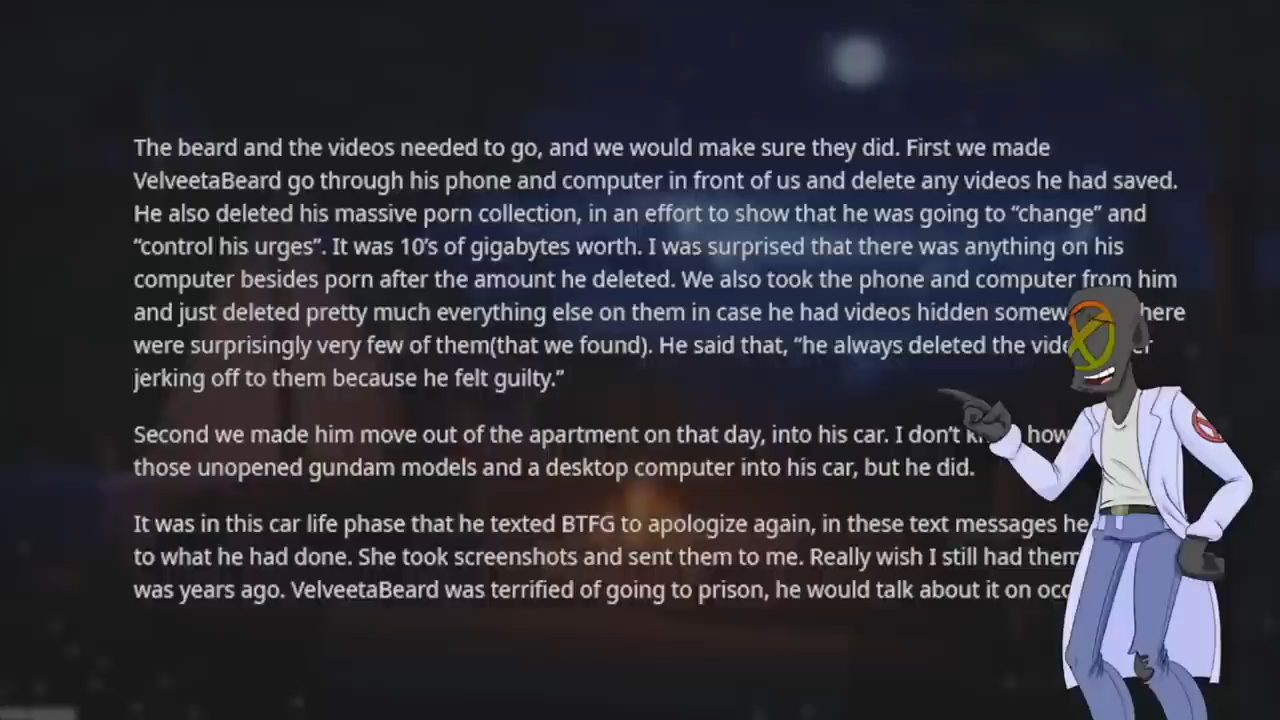 The beard and the videos needed to go, and we would make sure they did. First we made
VelveetaBeard go through his phone and computer in front of us and delete any videos he had saved.
He also deleted his massive porn collection, in an effort to show that he was going to “change” and
“control his urges”. It was 10’s of gigabytes worth. I was surprised that there was anything on his
computer besides porn after the amount he deleted. We also took the phone and computer from him
and just deleted pretty much everything else on them in case he had videos hidden here
were surprisingly very few of them(that we found). He said that, “he always deleted the
jerking off to them because he felt guilty.”
Second we made him move out of the apartment on that day, into his car. I don’t how
those unopened gundam models and a desktop computer into his car, but he did.
It was in this car life phase that he texted BTFG to apologize again, in these text messages he
to what he had done. She took screenshots and sent them to me. Really wish I still had them
was years ago. VelveetaBeard was terrified of going to prison, he would talk about it on